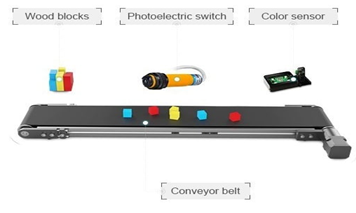 Wood blocks
Photoelectric switch
Color sensor
Conveyor belt